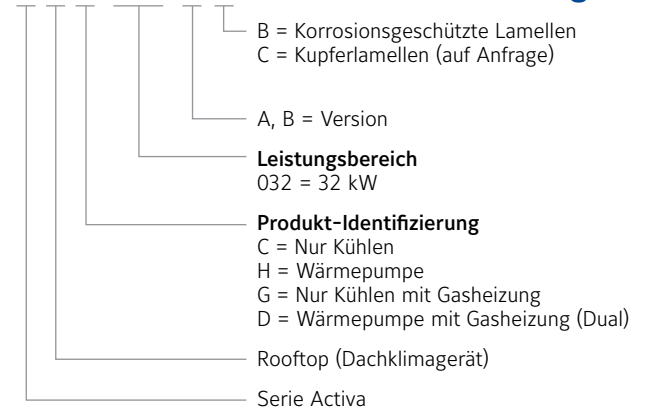 B = Korrosionsgeschützte Lamellen
C = Kupferlamellen (auf Anfrage)
A, B = Version
Leistungsbereich
032 = 32 kW
Produkt-Identifizierung
C = Nur Kühlen
H = Wärmepumpe
G = Nur Kühlen mit Gasheizung
D = Wärmepumpe mit Gasheizung (Dual)
Rooftop (Dachklimagerät)
Serie Activa